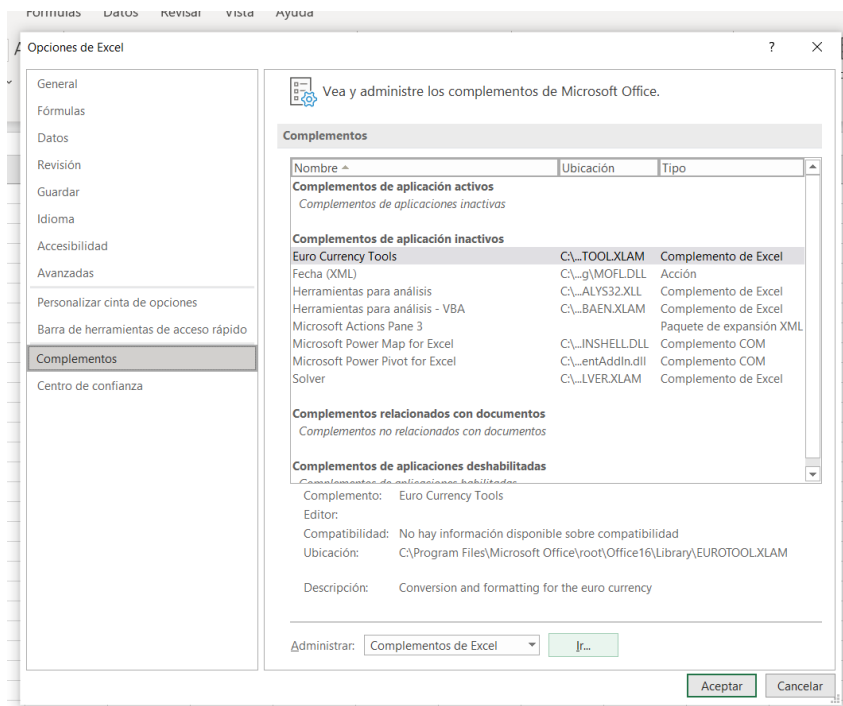 Fórmulas Datos Revisar Vista Ayuda
Opciones de Excel ? ×
General
Fórmulas
Datos
Revisión
Guardar
Idioma
Accesibilidad
Avanzadas
Personalizar cinta de opciones
Barra de herramientas de acceso rápido
Complementos
Centro de confianza
Vea y administre los complementos de Microsoft Office.
Complementos
Nombre Ubicación Tipo
Complementos de aplicación activos
Complementos de aplicaciones inactivas
Complementos de aplicación inactivos
Euro Currency Tools C:\...TOOL.XLAM Complemento de Excel
Fecha (XML) C:\...g\MOFL.DLL Acción
Herramientas para análisis C:\...ALYS32.XLL Complemento de Excel
Herramientas para análisis - VBA C:\...BAEN.XLAM Complemento de Excel
Microsoft Actions Pane 3 Paquete de expansión XML
Microsoft Power Map for Excel C:\...INSHELL.DLL Complemento COM
Microsoft Power Pivot for Excel C:\...entAddIn.dll Complemento COM
Solver C:\...LVER.XLAM Complemento de Excel
Complementos relacionados con documentos
Complementos no relacionados con documentos
Complementos de aplicaciones deshabilitadas
Complementos de aplicaciones habilitadas
Complemento: Euro Currency Tools
Editor:
Compatibilidad: No hay información disponible sobre compatibilidad
Ubicación: C:\Program Files\Microsoft Office\root\Office16\Library\EUROTOOL.XLAM
Descripción: Conversion and formatting for the euro currency
Administrar: Complementos de Excel Ir...
Aceptar Cancelar